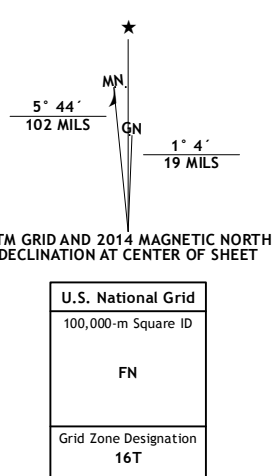 ★
MN
5° 44´
102 MILS
GN
1° 4´
19 MILS
TM GRID AND 2014 MAGNETIC NORTH
DECLINATION AT CENTER OF SHEET
U.S. National Grid
100,000-m Square ID
FN
Grid Zone Designation
16T